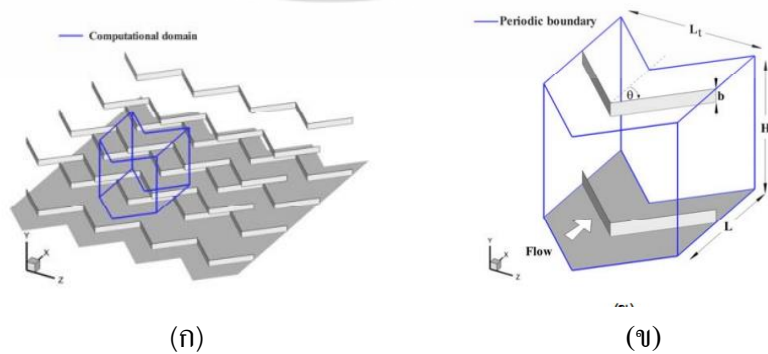 Computational domain
Periodic boundary
Lt
θ
b
H
L
Flow
Y
X
Z
Y
X
Z
(ก)
(ข)